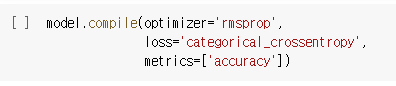 [ ] model.compile(optimizer='rmsprop',
loss='categorical_crossentropy',
metrics=['accuracy'])